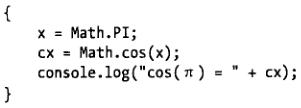 {
x = Math.PI;
cx = Math.cos(x);
console.log("cos(π) = " + cx);
}